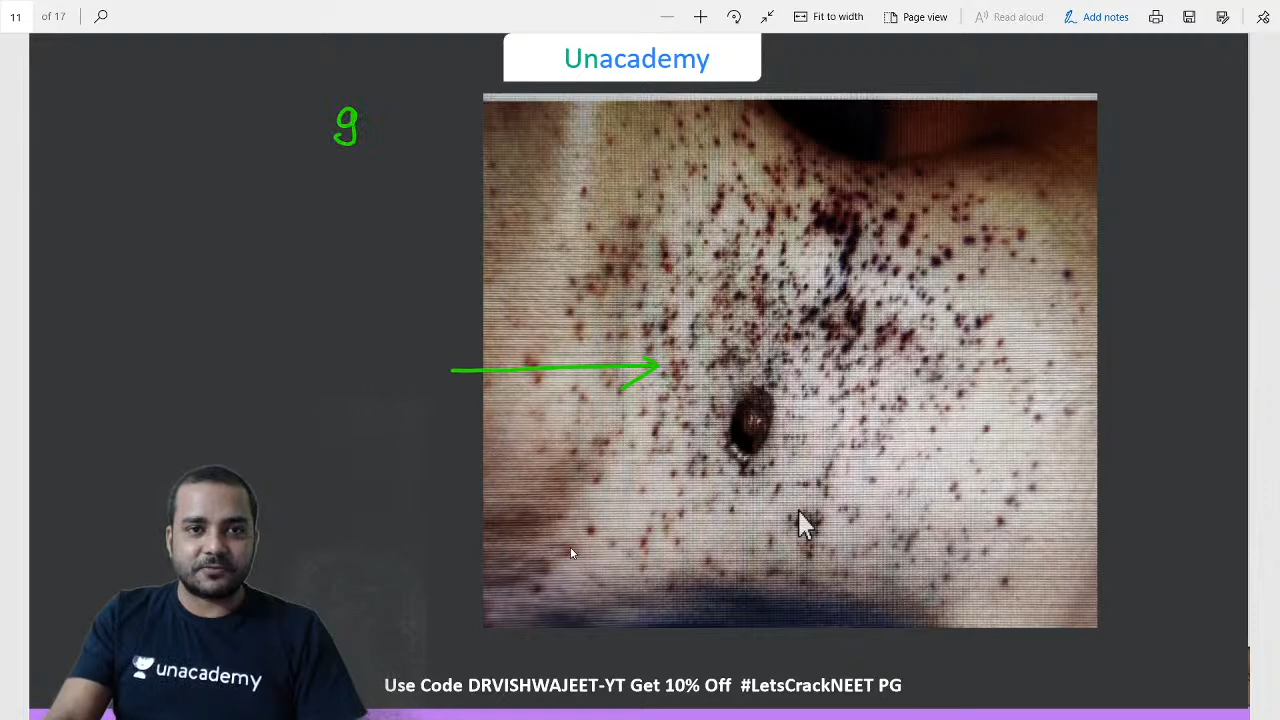 11 of 17 Fit to width Page view Read aloud Add notes
Unacademy
9
unacademy
Use Code DRVISHWAJEET-YT Get 10% Off #LetsCrackNEET PG